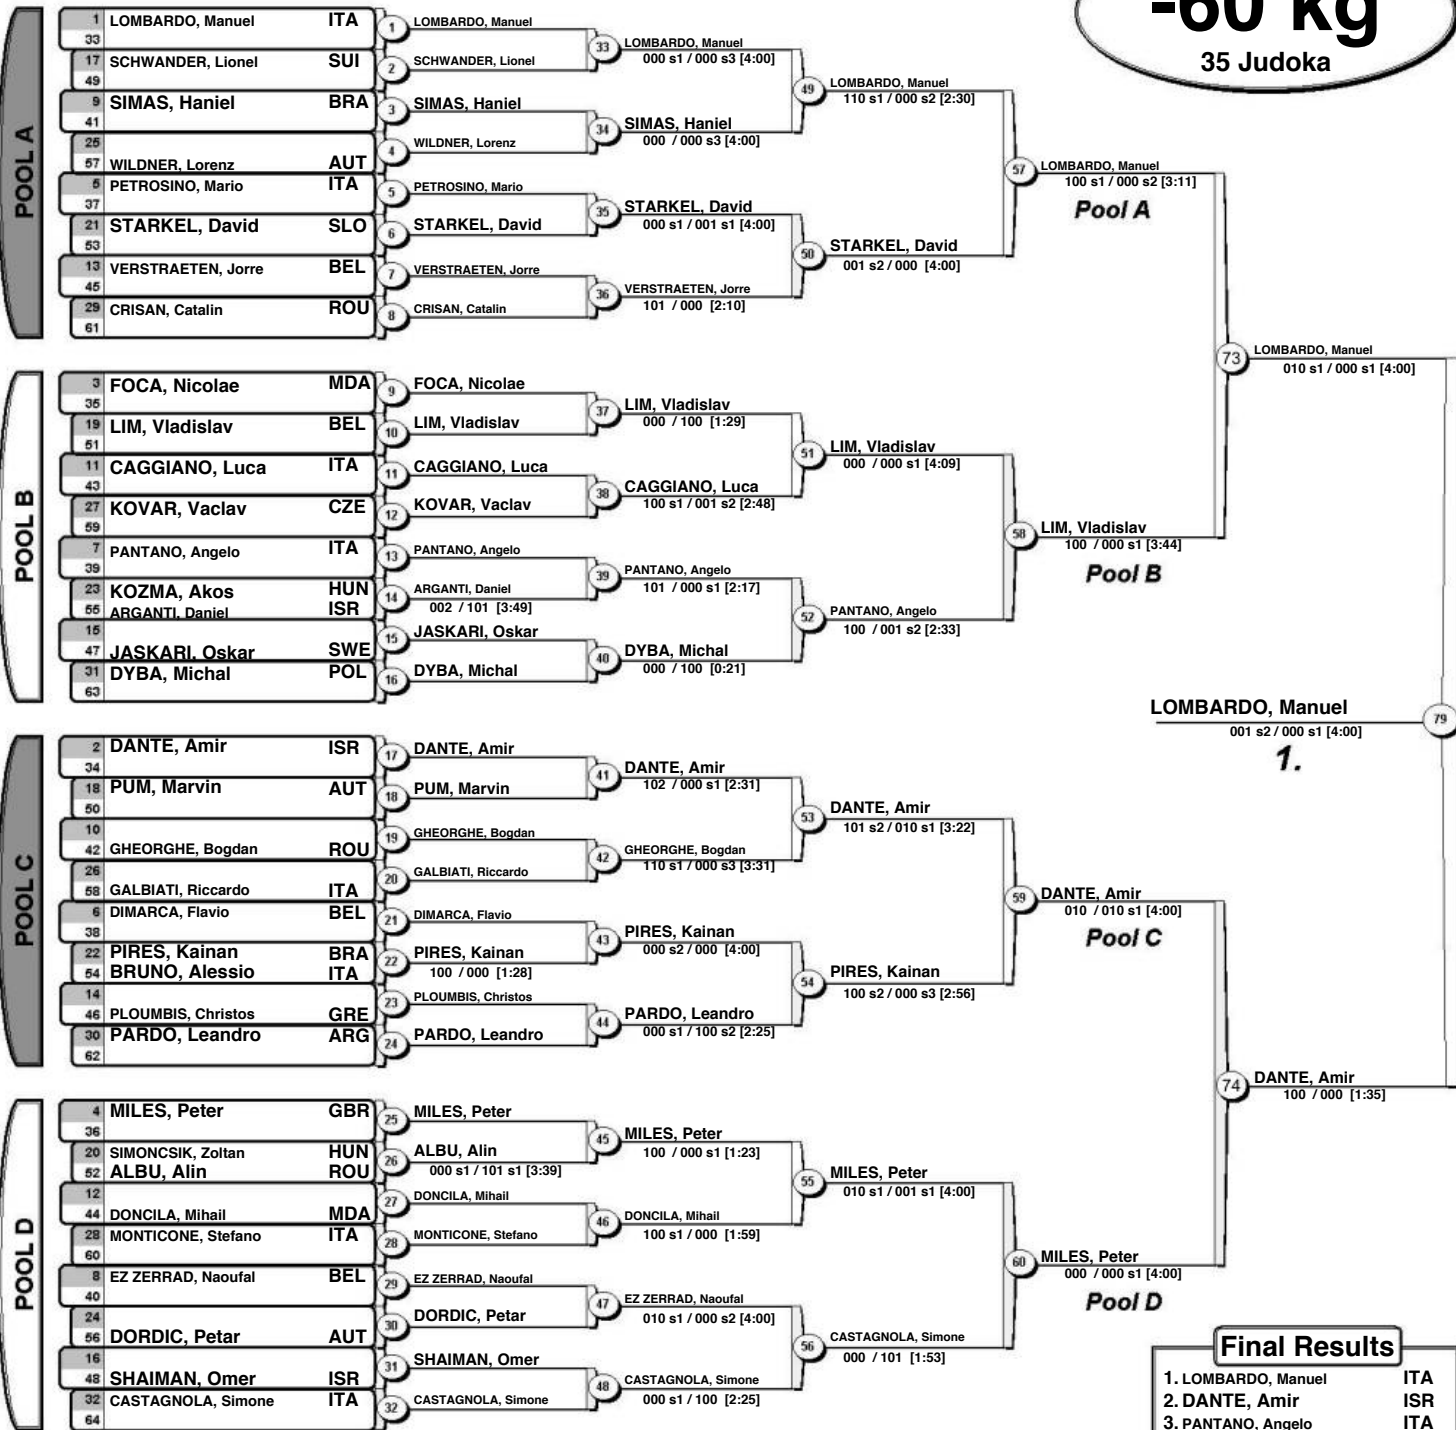 -60 kg
35 Judoka
POOL A
1 LOMBARDO, Manuel ITA
33
17 SCHWANDER, Lionel SUI
49
9 SIMAS, Haniel BRA
41
25
57 WILDNER, Lorenz AUT
5 PETROSINO, Mario ITA
37
21 STARKEL, David SLO
53
13 VERSTRAETEN, Jorre BEL
45
29 CRISAN, Catalin ROU
61
1 LOMBARDO, Manuel
2 SCHWANDER, Lionel
3 SIMAS, Haniel
4 WILDNER, Lorenz
5 PETROSINO, Mario
6 STARKEL, David
7 VERSTRAETEN, Jorre
8 CRISAN, Catalin
33 LOMBARDO, Manuel
000 s1 / 000 s3 [4:00]
34 SIMAS, Haniel
000 / 000 s3 [4:00]
35 STARKEL, David
000 s1 / 001 s1 [4:00]
36 VERSTRAETEN, Jorre
101 / 000 [2:10]
49 LOMBARDO, Manuel
110 s1 / 000 s2 [2:30]
50 STARKEL, David
001 s2 / 000 [4:00]
57 LOMBARDO, Manuel
100 s1 / 000 s2 [3:11]
Pool A
POOL B
3 FOCA, Nicolae MDA
35
19 LIM, Vladislav BEL
51
11 CAGGIANO, Luca ITA
43
27 KOVAR, Vaclav CZE
59
7 PANTANO, Angelo ITA
39
23 KOZMA, Akos HUN
55 ARGANTI, Daniel ISR
15
47 JASKARI, Oskar SWE
31 DYBA, Michal POL
63
9 FOCA, Nicolae
10 LIM, Vladislav
11 CAGGIANO, Luca
12 KOVAR, Vaclav
13 PANTANO, Angelo
14 ARGANTI, Daniel
002 / 101 [3:49]
15 JASKARI, Oskar
16 DYBA, Michal
37 LIM, Vladislav
000 / 100 [1:29]
38 CAGGIANO, Luca
100 s1 / 001 s2 [2:48]
39 PANTANO, Angelo
101 / 000 s1 [2:17]
40 DYBA, Michal
000 / 100 [0:21]
51 LIM, Vladislav
000 / 000 s1 [4:09]
52 PANTANO, Angelo
100 / 001 s2 [2:33]
58 LIM, Vladislav
100 / 000 s1 [3:44]
Pool B
73 LOMBARDO, Manuel
010 s1 / 000 s1 [4:00]
LOMBARDO, Manuel 79
001 s2 / 000 s1 [4:00]
1.
POOL C
2 DANTE, Amir ISR
34
18 PUM, Marvin AUT
50
10
42 GHEORGHE, Bogdan ROU
26
58 GALBIATI, Riccardo ITA
6 DIMARCA, Flavio BEL
38
22 PIRES, Kainan BRA
54 BRUNO, Alessio ITA
14
46 PLOUMBIS, Christos GRE
30 PARDO, Leandro ARG
62
17 DANTE, Amir
18 PUM, Marvin
19 GHEORGHE, Bogdan
20 GALBIATI, Riccardo
21 DIMARCA, Flavio
22 PIRES, Kainan
100 / 000 [1:28]
23 PLOUMBIS, Christos
24 PARDO, Leandro
41 DANTE, Amir
102 / 000 s1 [2:31]
42 GHEORGHE, Bogdan
110 s1 / 000 s3 [3:31]
43 PIRES, Kainan
000 s2 / 000 [4:00]
44 PARDO, Leandro
000 s1 / 100 s2 [2:25]
53 DANTE, Amir
101 s2 / 010 s1 [3:22]
54 PIRES, Kainan
100 s2 / 000 s3 [2:56]
59 DANTE, Amir
010 / 010 s1 [4:00]
Pool C
POOL D
4 MILES, Peter GBR
36
20 SIMONCSIK, Zoltan HUN
52 ALBU, Alin ROU
12
44 DONCILA, Mihail MDA
28 MONTICONE, Stefano ITA
60
8 EZ ZERRAD, Naoufal BEL
40
24
56 DORDIC, Petar AUT
16
48 SHAIMAN, Omer ISR
32 CASTAGNOLA, Simone ITA
64
25 MILES, Peter
26 ALBU, Alin
000 s1 / 101 s1 [3:39]
27 DONCILA, Mihail
28 MONTICONE, Stefano
29 EZ ZERRAD, Naoufal
30 DORDIC, Petar
31 SHAIMAN, Omer
32 CASTAGNOLA, Simone
45 MILES, Peter
100 / 000 s1 [1:23]
46 DONCILA, Mihail
100 s1 / 000 [1:59]
47 EZ ZERRAD, Naoufal
010 s1 / 000 s2 [4:00]
48 CASTAGNOLA, Simone
000 s1 / 100 [2:25]
55 MILES, Peter
010 s1 / 001 s1 [4:00]
56 CASTAGNOLA, Simone
000 / 101 [1:53]
60 MILES, Peter
000 / 000 s1 [4:00]
Pool D
74 DANTE, Amir
100 / 000 [1:35]
Final Results
1. LOMBARDO, Manuel ITA
2. DANTE, Amir ISR
3. PANTANO, Angelo ITA